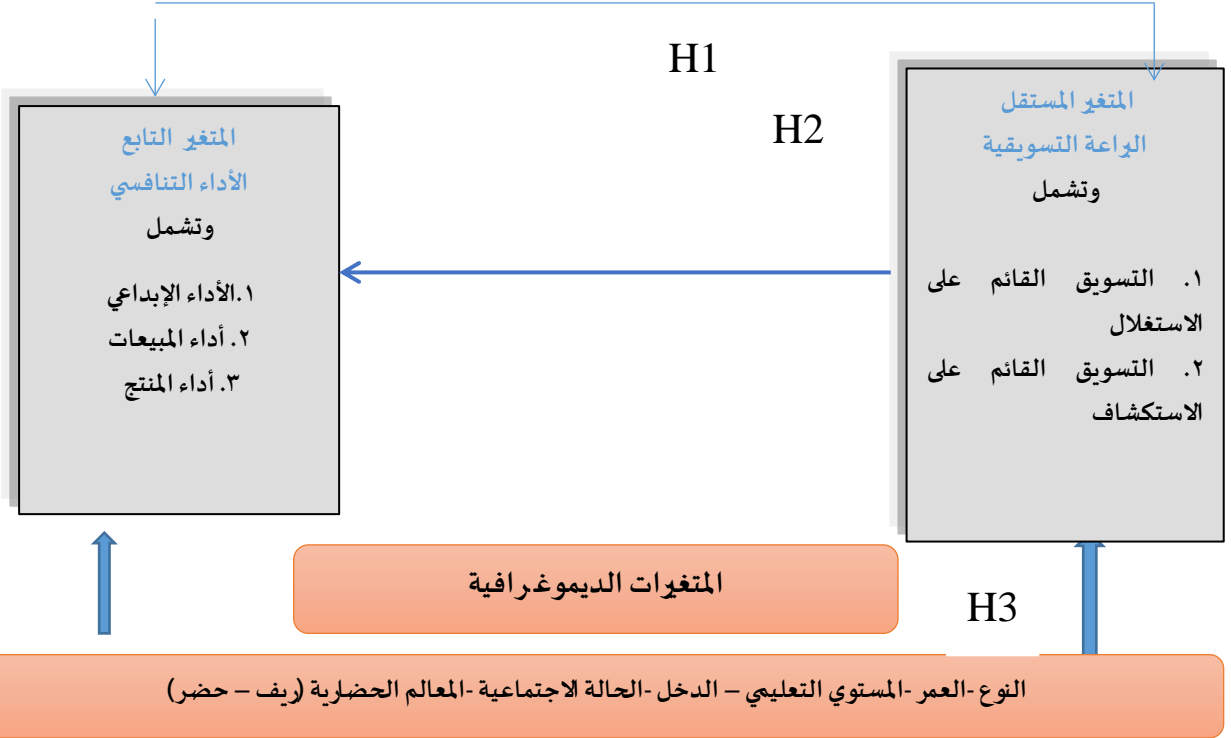 H1
H2
المتغير المستقل
البراعة التسويقية
وتشمل
١. التسويق القائم على
الاستغلال
٢. التسويق القائم على
الاستكشاف
المتغير التابع
الأداء التنافسي
وتشمل
١.الأداء الإبداعي
٢. أداء المبيعات
٣. أداء المنتج
المتغيرات الديموغرافية
H3
النوع -العمر -المستوي التعليمي – الدخل -الحالة الاجتماعية -المعالم الحضارية (ريف – حضر)